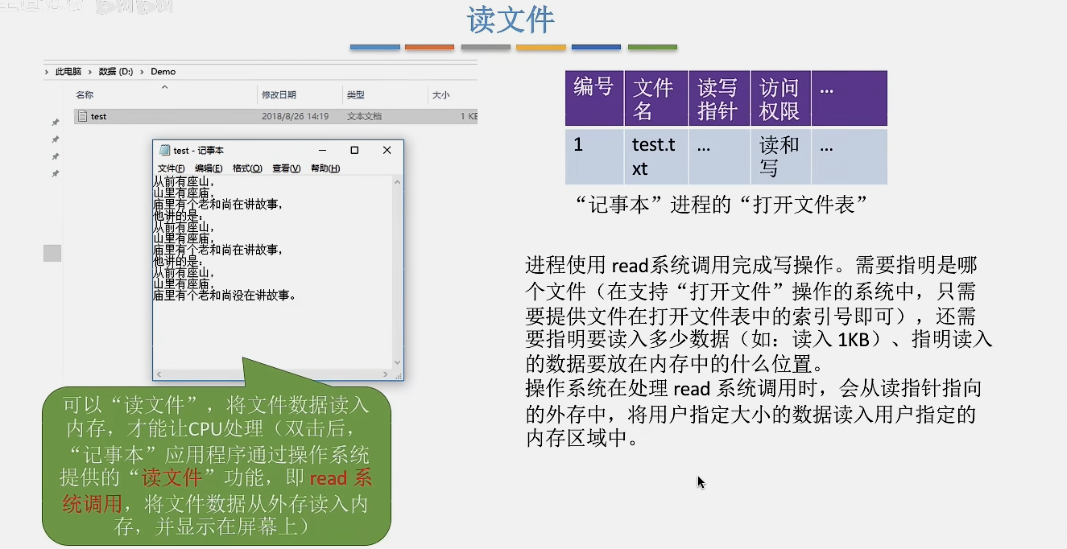 读文件
› 此电脑 › 数据 (D:) › Demo
名称 修改日期 类型 大小
test 2018/8/26 14:19 文本文档 1 KB
test - 记事本
文件(F) 编辑(E) 格式(O) 查看(V) 帮助(H)
从前有座山，
山里有座庙，
庙里有个老和尚在讲故事，
他讲的是：
从前有座山，
山里有座庙，
庙里有个老和尚在讲故事，
他讲的是：
从前有座山，
山里有座庙，
庙里有个老和尚没在讲故事。
可以“读文件”，将文件数据读入
内存，才能让CPU处理（双击后，
“记事本”应用程序通过操作系统
提供的“读文件”功能，即 read 系
统调用，将文件数据从外存读入内
存，并显示在屏幕上）
编号 文件名 读写指针 访问权限 ...
1 test.txt ... 读和写 ...
“记事本”进程的“打开文件表”
进程使用 read系统调用完成写操作。需要指明是哪
个文件（在支持“打开文件”操作的系统中，只需
要提供文件在打开文件表中的索引号即可），还需
要指明要读入多少数据（如：读入 1KB）、指明读入
的数据要放在内存中的什么位置。
操作系统在处理 read 系统调用时，会从读指针指向
的外存中，将用户指定大小的数据读入用户指定的
内存区域中。